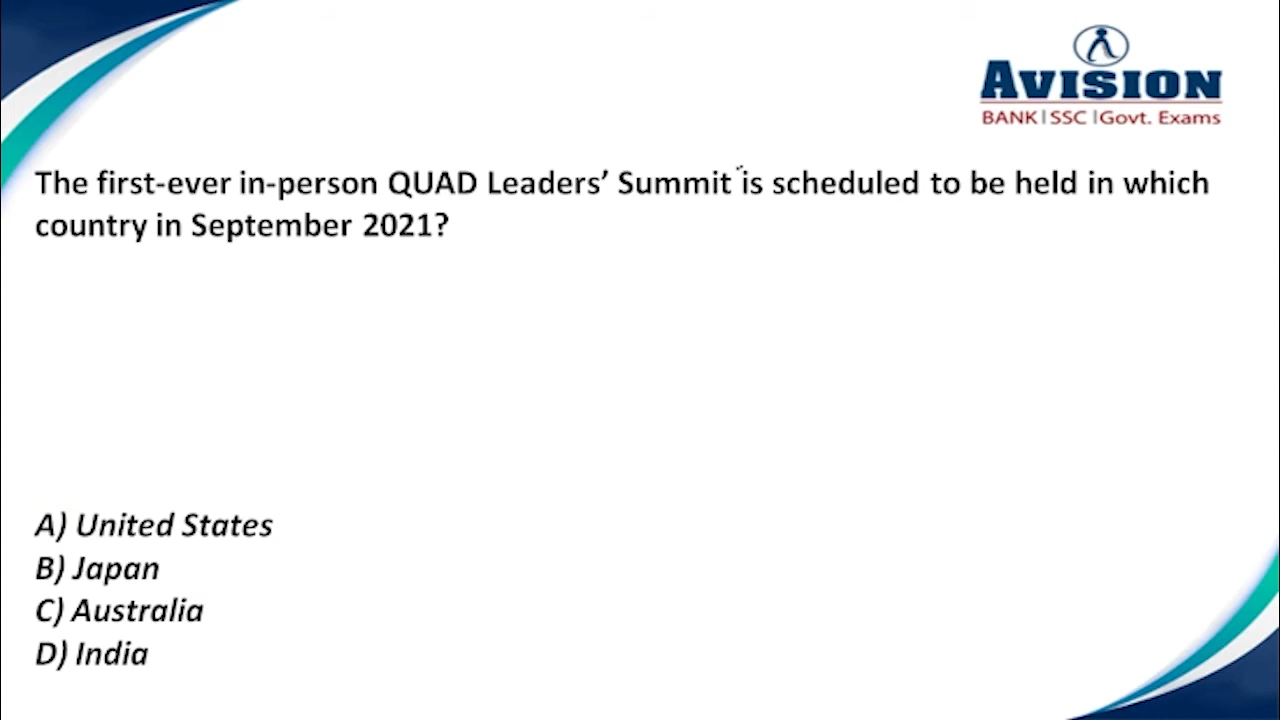 AVISION
BANK | SSC | Govt. Exams
The first-ever in-person QUAD Leaders’ Summit is scheduled to be held in which
country in September 2021?
A) United States
B) Japan
C) Australia
D) India